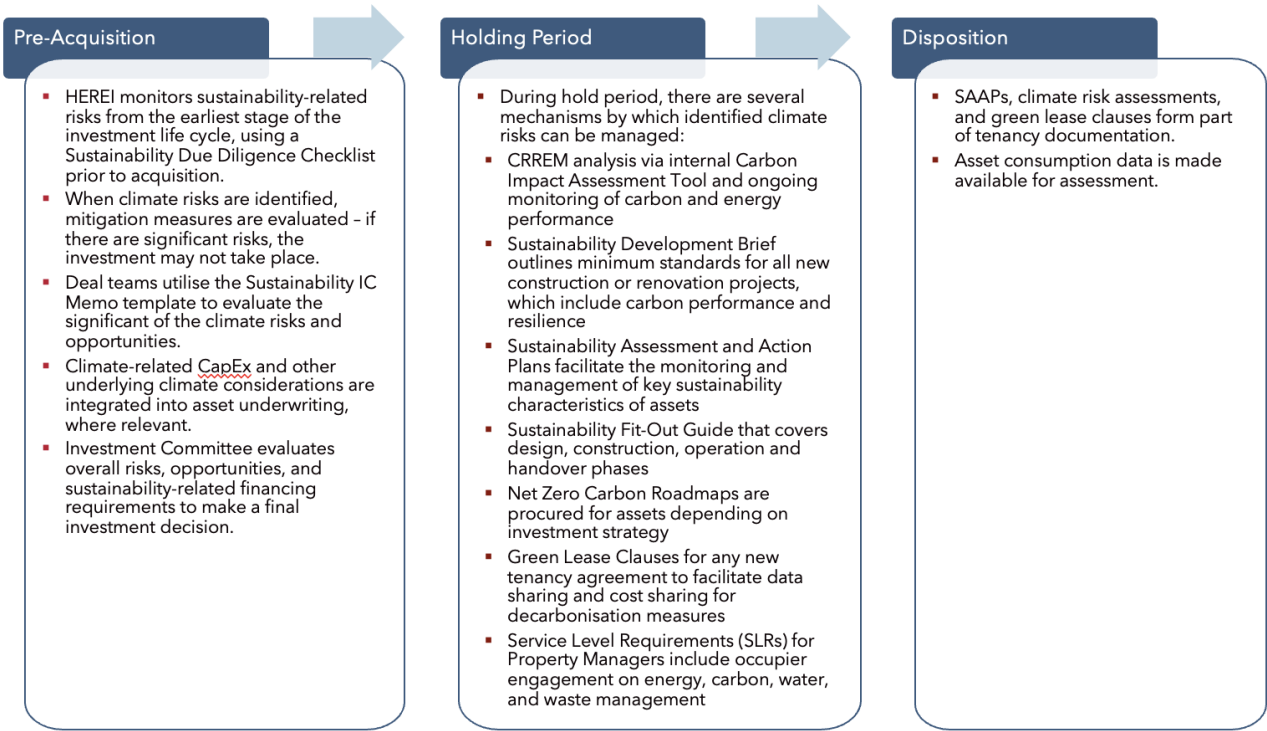 Pre-Acquisition
HEREI monitors sustainability-related
risks from the earliest stage of the
investment life cycle, using a
Sustainability Due Diligence Checklist
prior to acquisition.
When climate risks are identified,
mitigation measures are evaluated – if
there are significant risks, the
investment may not take place.
Deal teams utilise the Sustainability IC
Memo template to evaluate the
significant of the climate risks and
opportunities.
Climate-related CapEx and other
underlying climate considerations are
integrated into asset underwriting,
where relevant.
Investment Committee evaluates
overall risks, opportunities, and
sustainability-related financing
requirements to make a final
investment decision.
Holding Period
During hold period, there are several
mechanisms by which identified climate
risks can be managed:
CRREM analysis via internal Carbon
Impact Assessment Tool and ongoing
monitoring of carbon and energy
performance
Sustainability Development Brief
outlines minimum standards for all new
construction or renovation projects,
which include carbon performance and
resilience
Sustainability Assessment and Action
Plans facilitate the monitoring and
management of key sustainability
characteristics of assets
Sustainability Fit-Out Guide that covers
design, construction, operation and
handover phases
Net Zero Carbon Roadmaps are
procured for assets depending on
investment strategy
Green Lease Clauses for any new
tenancy agreement to facilitate data
sharing and cost sharing for
decarbonisation measures
Service Level Requirements (SLRs) for
Property Managers include occupier
engagement on energy, carbon, water,
and waste management
Disposition
SAAPs, climate risk assessments,
and green lease clauses form part
of tenancy documentation.
Asset consumption data is made
available for assessment.